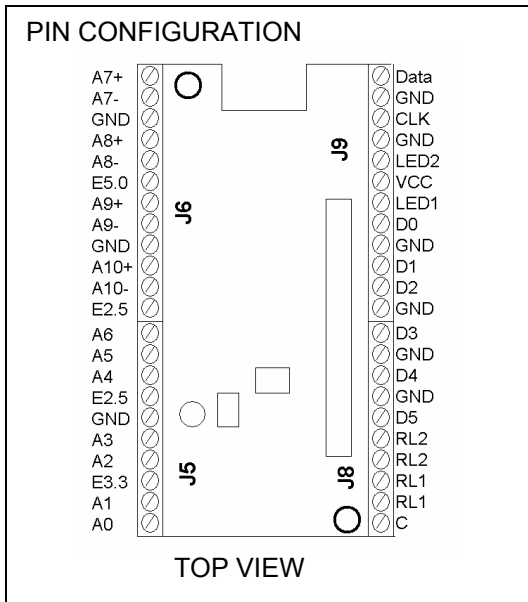 PIN CONFIGURATION
A7+ Data
A7- GND
GND CLK
A8+ GND
A8- LED2
E5.0 VCC
A9+ LED1
A9- D0
GND GND
A10+ D1
A10- D2
E2.5 GND
A6 D3
A5 GND
A4 D4
E2.5 GND
GND D5
A3 RL2
A2 RL2
E3.3 RL1
A1 RL1
A0 C
J9
J6
J5
J8
TOP VIEW